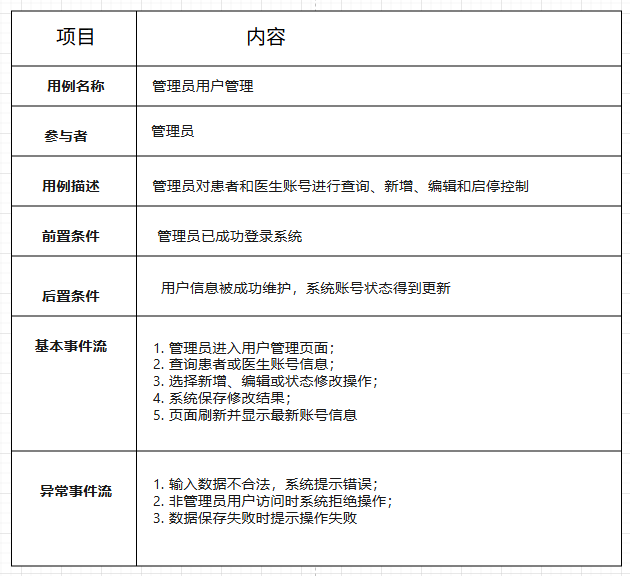 项目 内容
用例名称 管理员用户管理
参与者 管理员
用例描述 管理员对患者和医生账号进行查询、新增、编辑和启停控制
前置条件 管理员已成功登录系统
后置条件 用户信息被成功维护，系统账号状态得到更新
基本事件流
1. 管理员进入用户管理页面；
2. 查询患者或医生账号信息；
3. 选择新增、编辑或状态修改操作；
4. 系统保存修改结果；
5. 页面刷新并显示最新账号信息
异常事件流
1. 输入数据不合法，系统提示错误；
2. 非管理员用户访问时系统拒绝操作；
3. 数据保存失败时提示操作失败